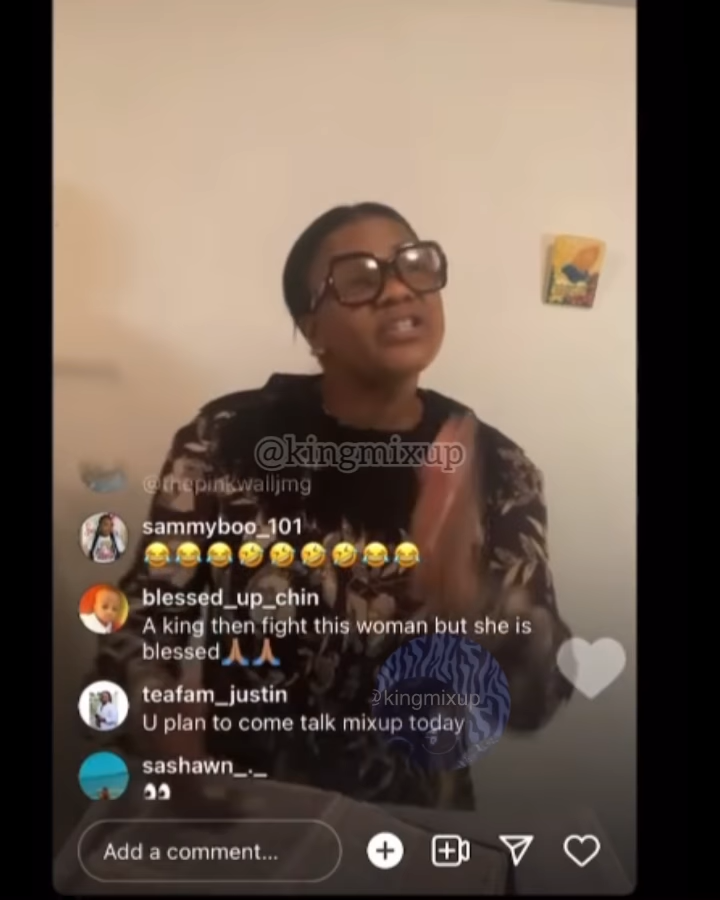 @kingmixup
@thepinkwalljmg
sammyboo_101
😂😂😂🤣🤣🤣🤣😂😂
blessed_up_chin
A king then fight this woman but she is
blessed🙏🏽🙏🏽
@kingmixup
teafam_justin
U plan to come talk mixup today
sashawn_._
👀
Add a comment...